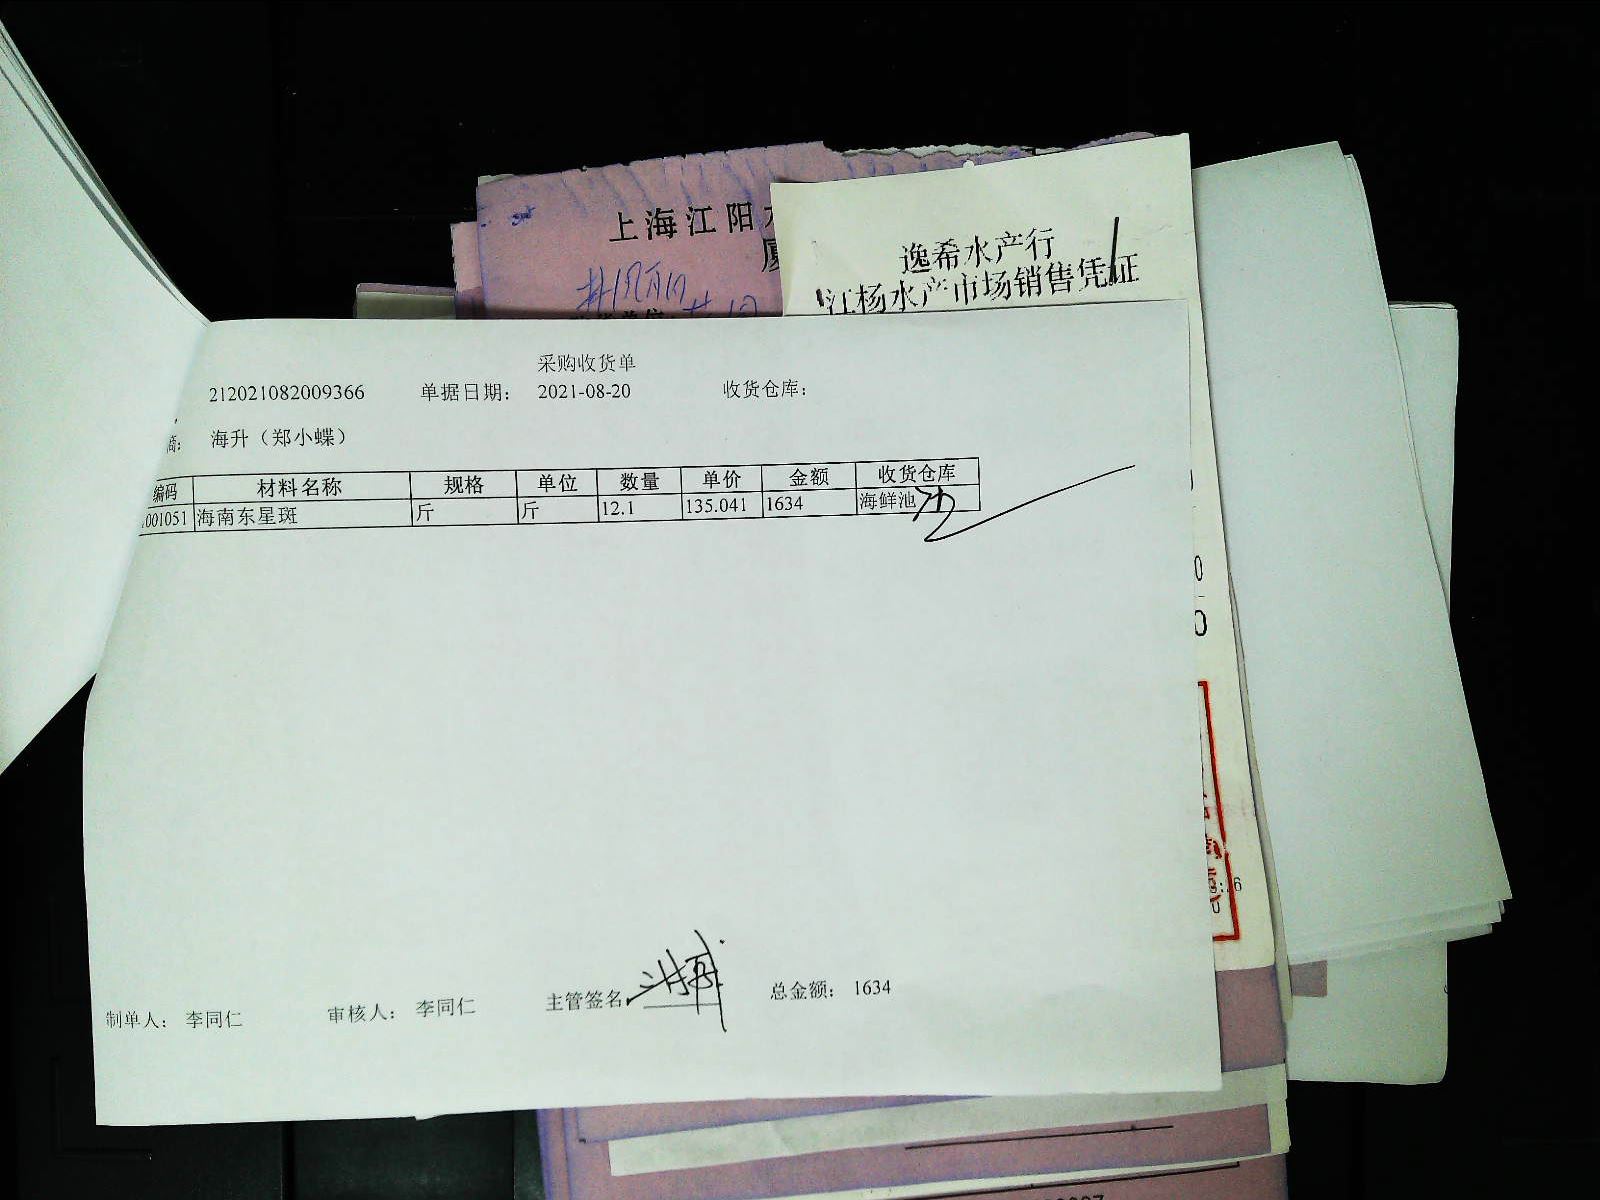 上海江阳
逸希水产行
江杨水产市场销售凭证
采购收货单
212021082009366 单据日期： 2021-08-20 收货仓库：
商： 海升（郑小蝶）
编码 材料名称 规格 单位 数量 单价 金额 收货仓库
001051 海南东星斑 斤 斤 12.1 135.041 1634 海鲜池
制单人： 李同仁 审核人： 李同仁 主管签名 总金额： 1634